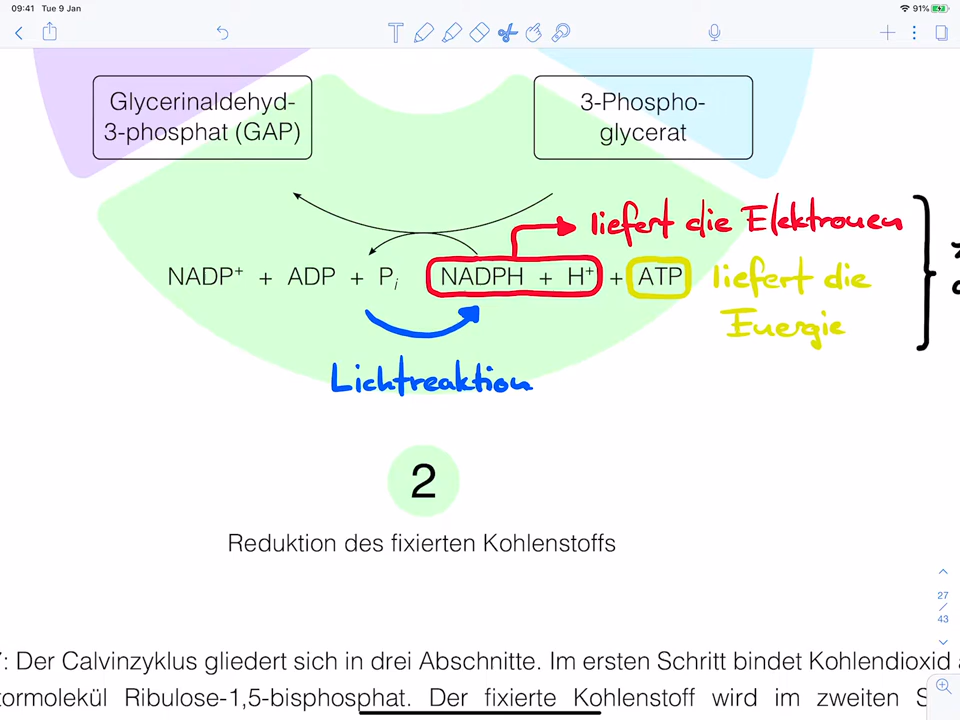 09:41 Tue 9 Jan
91%
Glycerinaldehyd-
3-phosphat (GAP)
3-Phospho-
glycerat
liefert die Elektronen
NADP⁺ + ADP + Pᵢ NADPH + H⁺ + ATP
liefert die
Energie
Lichtreaktion
2
Reduktion des fixierten Kohlenstoffs
27
/
43
: Der Calvinzyklus gliedert sich in drei Abschnitte. Im ersten Schritt bindet Kohlendioxid
tormolekül Ribulose-1,5-bisphosphat. Der fixierte Kohlenstoff wird im zweiten S